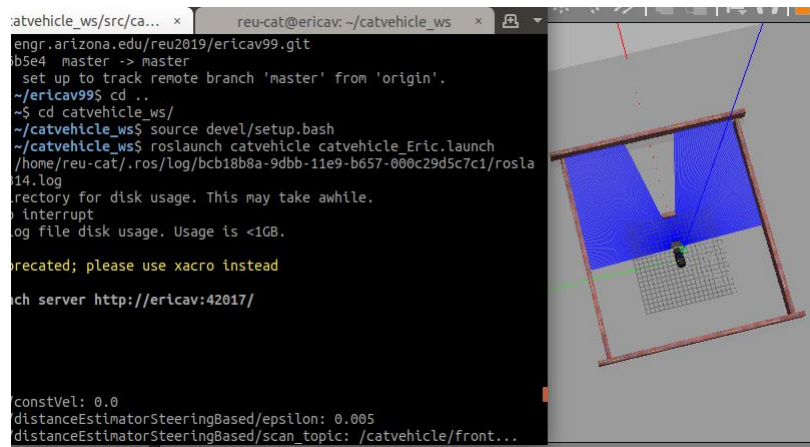 catvehicle_ws/src/ca... ×
reu-cat@ericav: ~/catvehicle_ws ×
engr.arizona.edu/reu2019/ericav99.git
b5e4 master -> master
set up to track remote branch 'master' from 'origin'.
~/ericav99$ cd ..
~$ cd catvehicle_ws/
~/catvehicle_ws$ source devel/setup.bash
~/catvehicle_ws$ roslaunch catvehicle catvehicle_Eric.launch
/home/reu-cat/.ros/log/bcb18b8a-9dbb-11e9-b657-000c29d5c7c1/rosla
314.log
irectory for disk usage. This may take awhile.
interrupt
og file disk usage. Usage is <1GB.
precated; please use xacro instead
nch server http://ericav:42017/
/constVel: 0.0
/distanceEstimatorSteeringBased/epsilon: 0.005
/distanceEstimatorSteeringBased/scan_topic: /catvehicle/front...